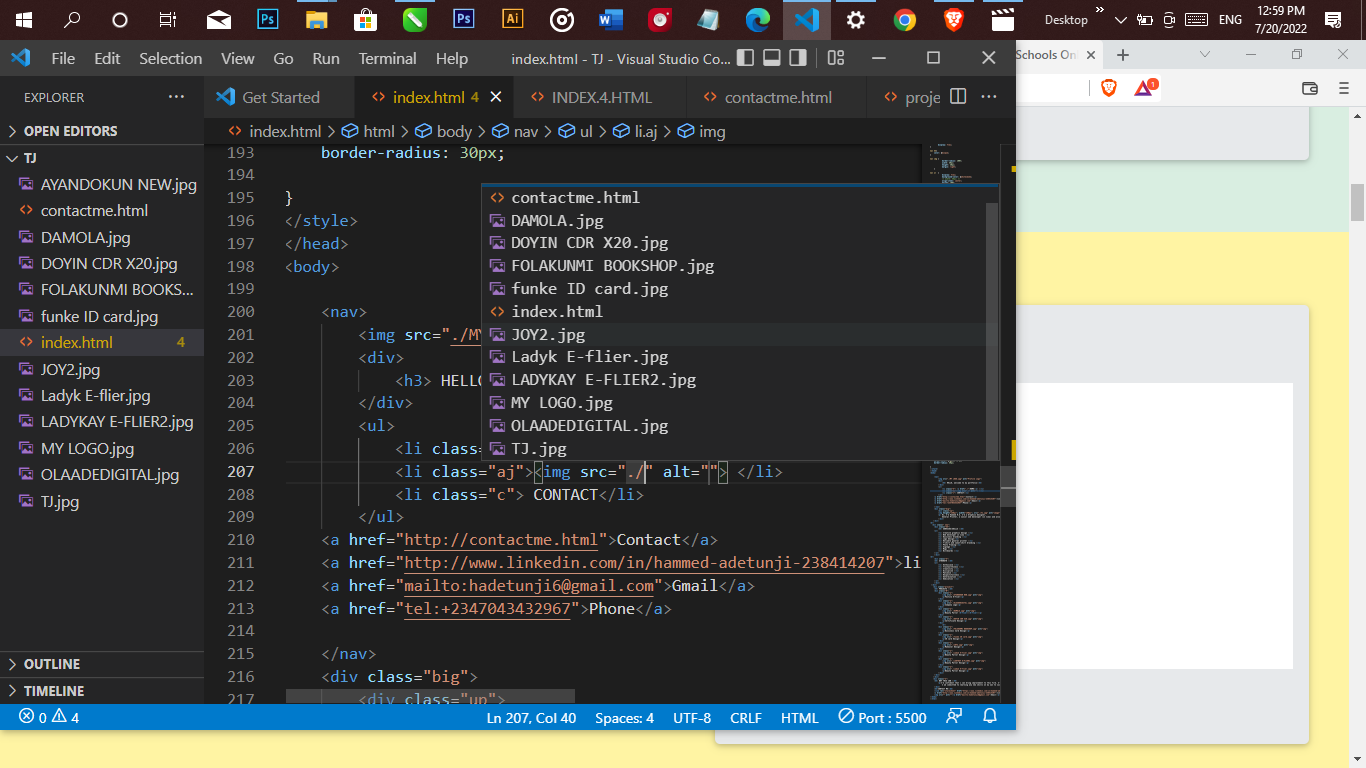 Desktop
ENG
12:59 PM
7/20/2022
File Edit Selection View Go Run Terminal Help
index.html - TJ - Visual Studio Co...
Schools On
EXPLORER
Get Started
index.html 4
INDEX.4.HTML
contactme.html
proje
OPEN EDITORS
TJ
AYANDOKUN NEW.jpg
contactme.html
DAMOLA.jpg
DOYIN CDR X20.jpg
FOLAKUNMI BOOKS...
funke ID card.jpg
index.html 4
JOY2.jpg
Ladyk E-flier.jpg
LADYKAY E-FLIER2.jpg
MY LOGO.jpg
OLAADEDIGITAL.jpg
TJ.jpg
OUTLINE
TIMELINE
index.html > html > body > nav > ul > li.aj > img
193 border-radius: 30px;
194
195 }
196 </style>
197 </head>
198 <body>
199
200 <nav>
201 <img src="./MY
202 <div>
203 <h3> HELLO
204 </div>
205 <ul>
206 <li class=
207 <li class="aj"><img src="./" alt=""> </li>
208 <li class="c"> CONTACT</li>
209 </ul>
210 <a href="http://contactme.html">Contact</a>
211 <a href="http://www.linkedin.com/in/hammed-adetunji-238414207">li
212 <a href="mailto:hadetunji6@gmail.com">Gmail</a>
213 <a href="tel:+2347043432967">Phone</a>
214
215 </nav>
216 <div class="big">
217 <div class="up">
contactme.html
DAMOLA.jpg
DOYIN CDR X20.jpg
FOLAKUNMI BOOKSHOP.jpg
funke ID card.jpg
index.html
JOY2.jpg
Ladyk E-flier.jpg
LADYKAY E-FLIER2.jpg
MY LOGO.jpg
OLAADEDIGITAL.jpg
TJ.jpg
0 4
Ln 207, Col 40 Spaces: 4 UTF-8 CRLF HTML Port : 5500